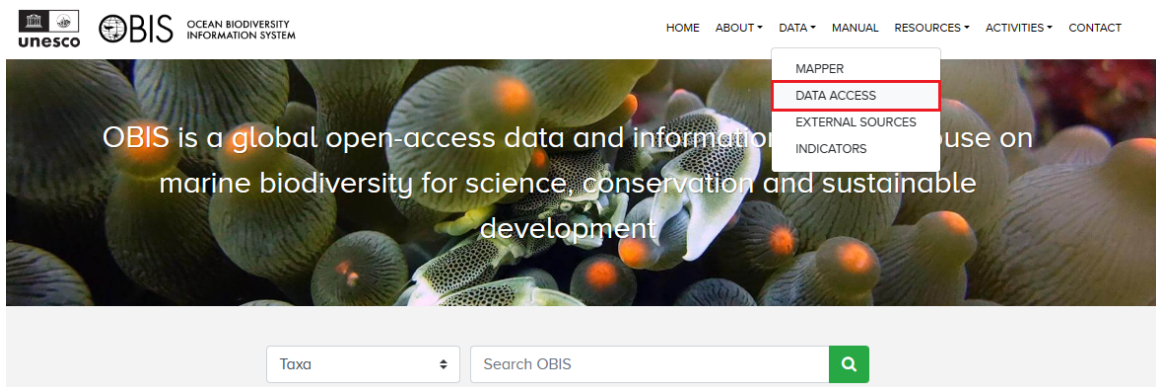 unesco
OBIS
OCEAN BIODIVERSITY
INFORMATION SYSTEM
HOME ABOUT DATA MANUAL RESOURCES ACTIVITIES CONTACT
MAPPER
DATA ACCESS
EXTERNAL SOURCES
INDICATORS
OBIS is a global open-access data and information ouse on
marine biodiversity for science, conservation and sustainable
development
Taxa
Search OBIS